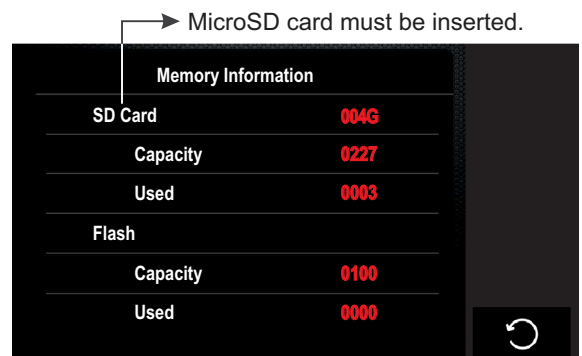 MicroSD card must be inserted.
Memory Information
SD Card 004G
Capacity 0227
Used 0003
Flash
Capacity 0100
Used 0000